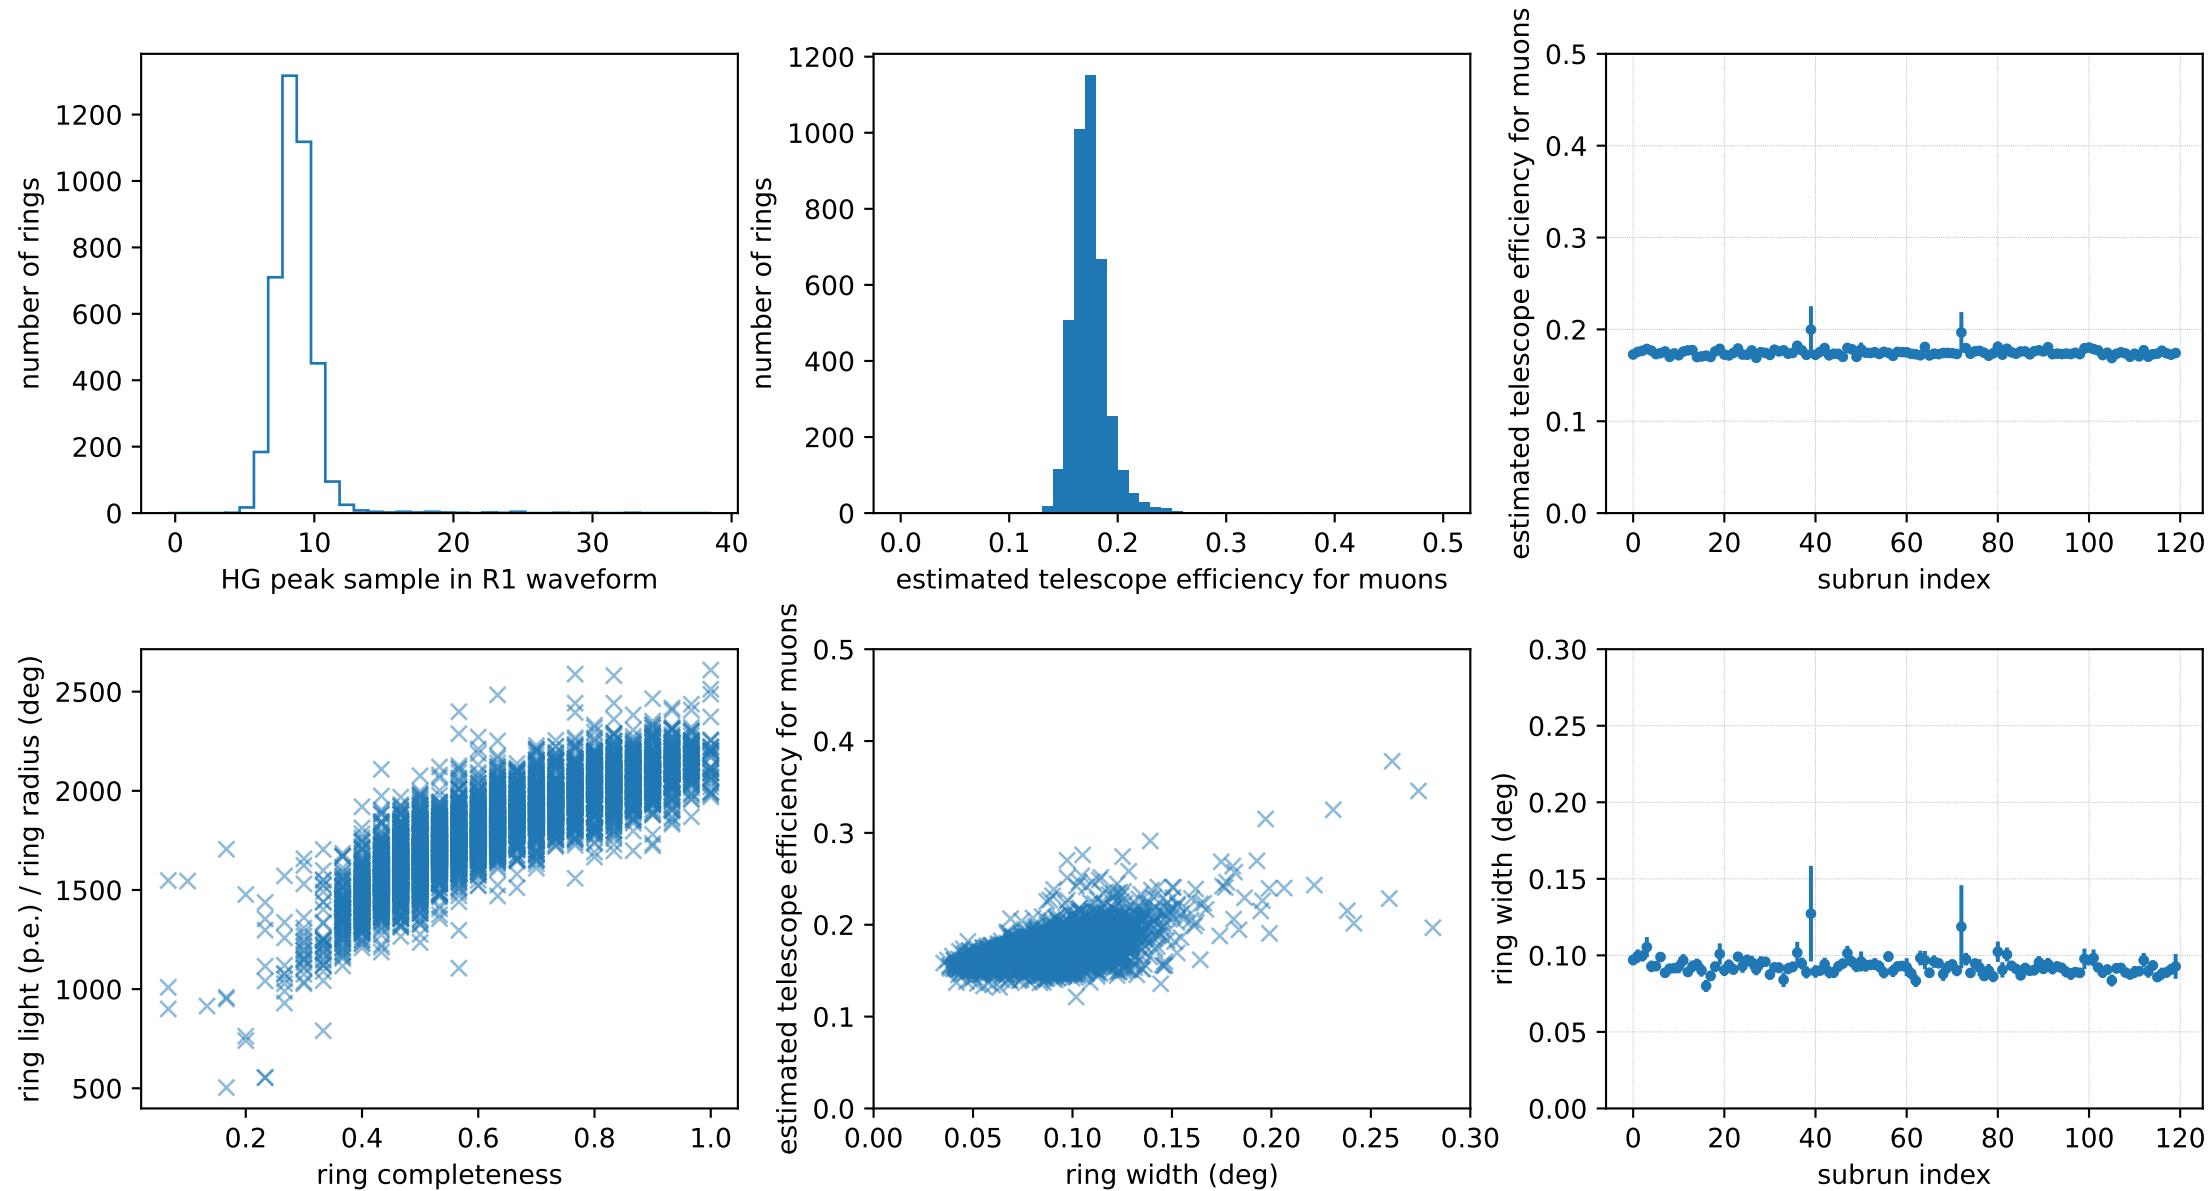 1200
1000
800
600
400
200
0
number of rings
0 10 20 30 40
HG peak sample in R1 waveform
1200
1000
800
600
400
200
0
number of rings
0.0 0.1 0.2 0.3 0.4 0.5
estimated telescope efficiency for muons
0.5
0.4
0.3
0.2
0.1
0.0
estimated telescope efficiency for muons
0 20 40 60 80 100 120
subrun index
2500
2000
1500
1000
500
ring light (p.e.) / ring radius (deg)
0.2 0.4 0.6 0.8 1.0
ring completeness
0.5
0.4
0.3
0.2
0.1
0.0
estimated telescope efficiency for muons
0.00 0.05 0.10 0.15 0.20 0.25 0.30
ring width (deg)
0.30
0.25
0.20
0.15
0.10
0.05
0.00
ring width (deg)
0 20 40 60 80 100 120
subrun index